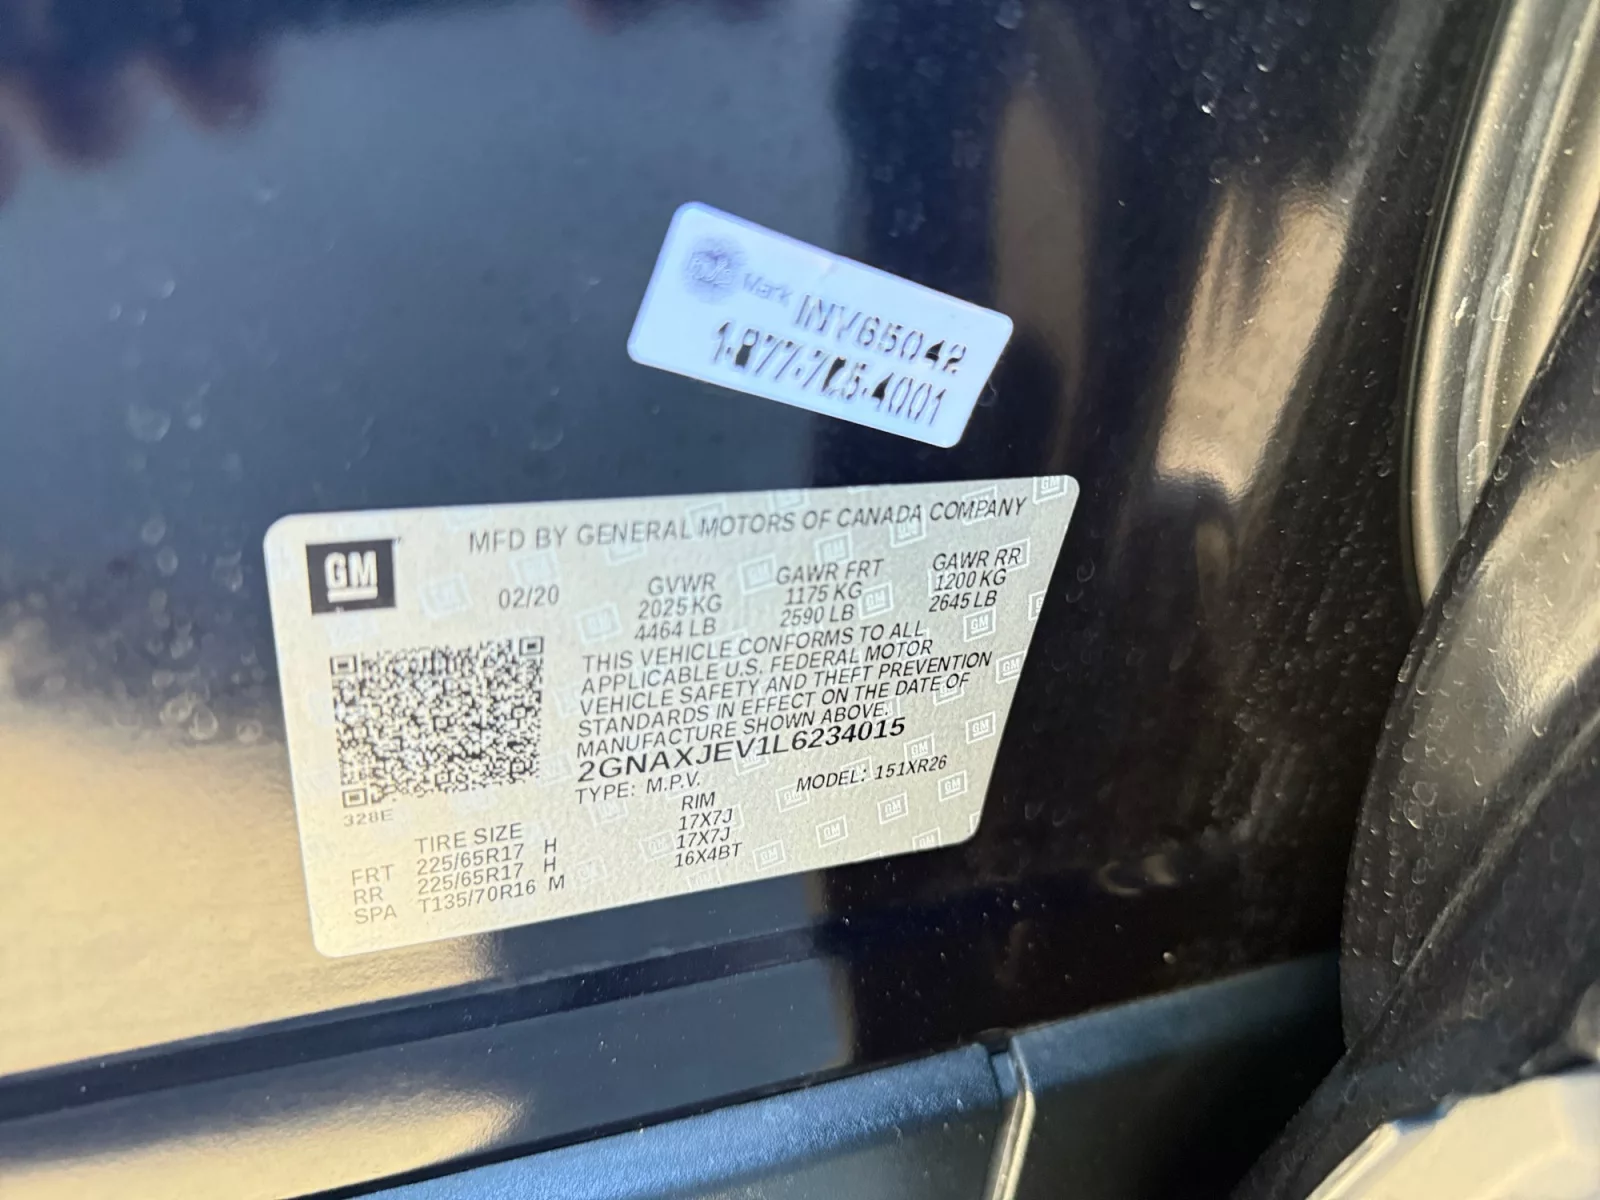 Mark INV65042
1-877-725-4001
GM
MFD BY GENERAL MOTORS OF CANADA COMPANY
02/20
GVWR
2025 KG
4464 LB
GAWR FRT
1175 KG
2590 LB
GAWR RR
1200 KG
2645 LB
THIS VEHICLE CONFORMS TO ALL
APPLICABLE U.S. FEDERAL MOTOR
VEHICLE SAFETY AND THEFT PREVENTION
STANDARDS IN EFFECT ON THE DATE OF
MANUFACTURE SHOWN ABOVE.
2GNAXJEV1L6234015
TYPE: M.P.V. MODEL: 151XR26
328E
TIRE SIZE RIM
FRT 225/65R17 H 17X7J
RR 225/65R17 H 17X7J
SPA T135/70R16 M 16X4BT